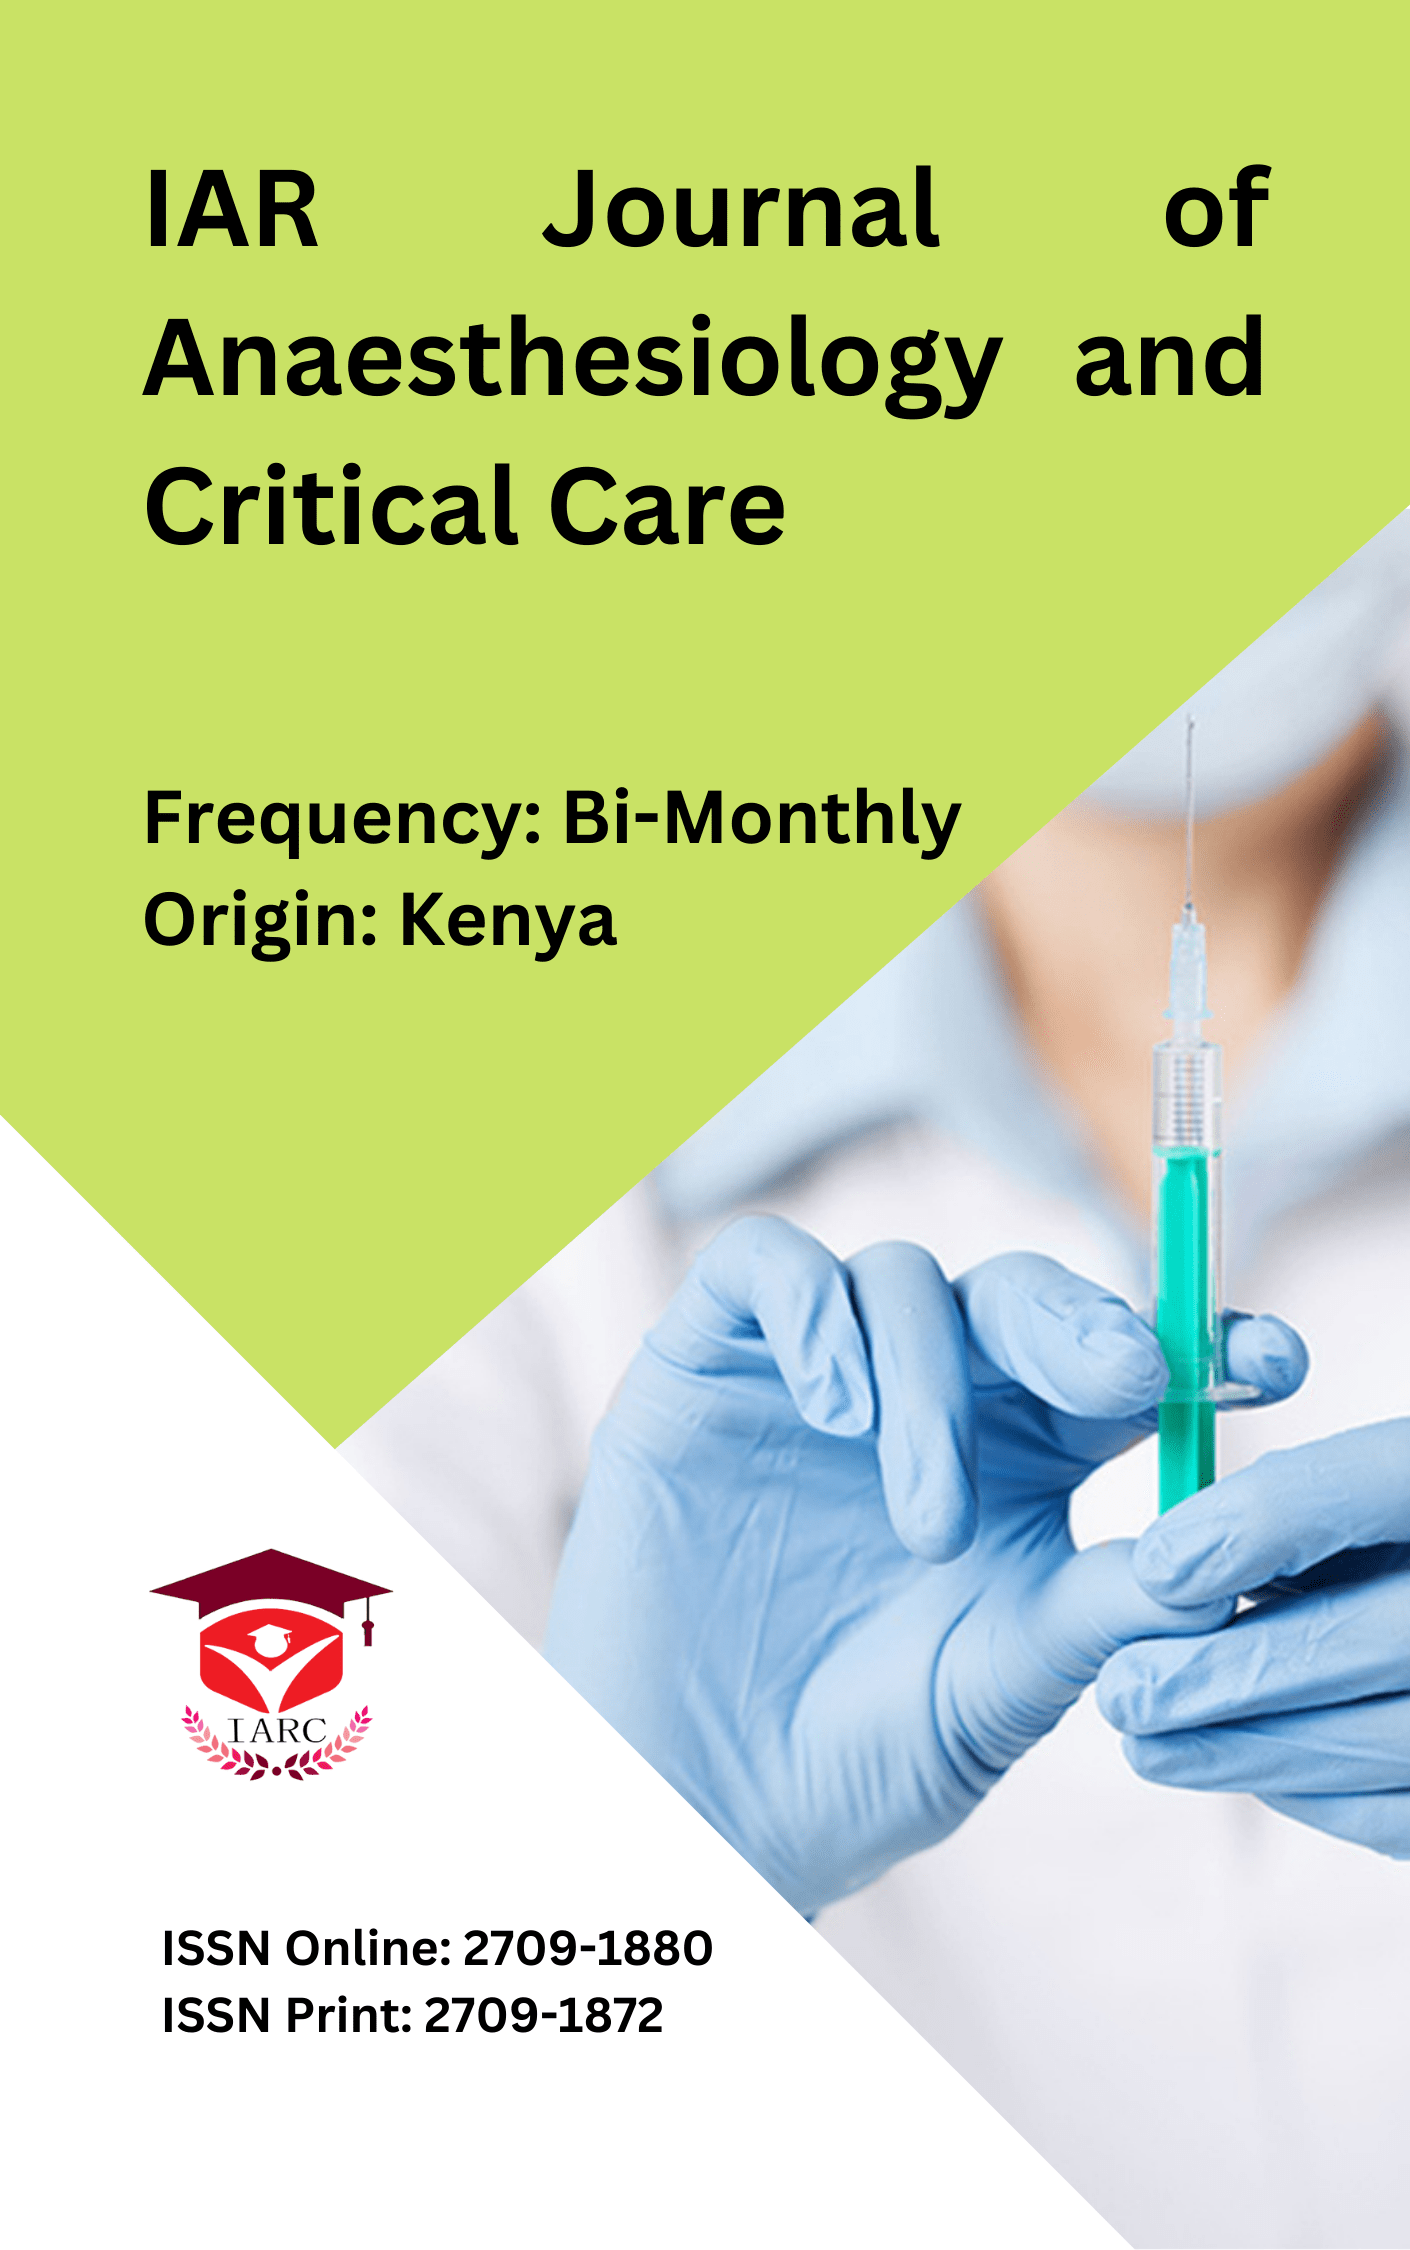 IAR Journal of
Anaesthesiology and
Critical Care
Frequency: Bi-Monthly
Origin: Kenya
IARC
ISSN Online: 2709-1880
ISSN Print: 2709-1872